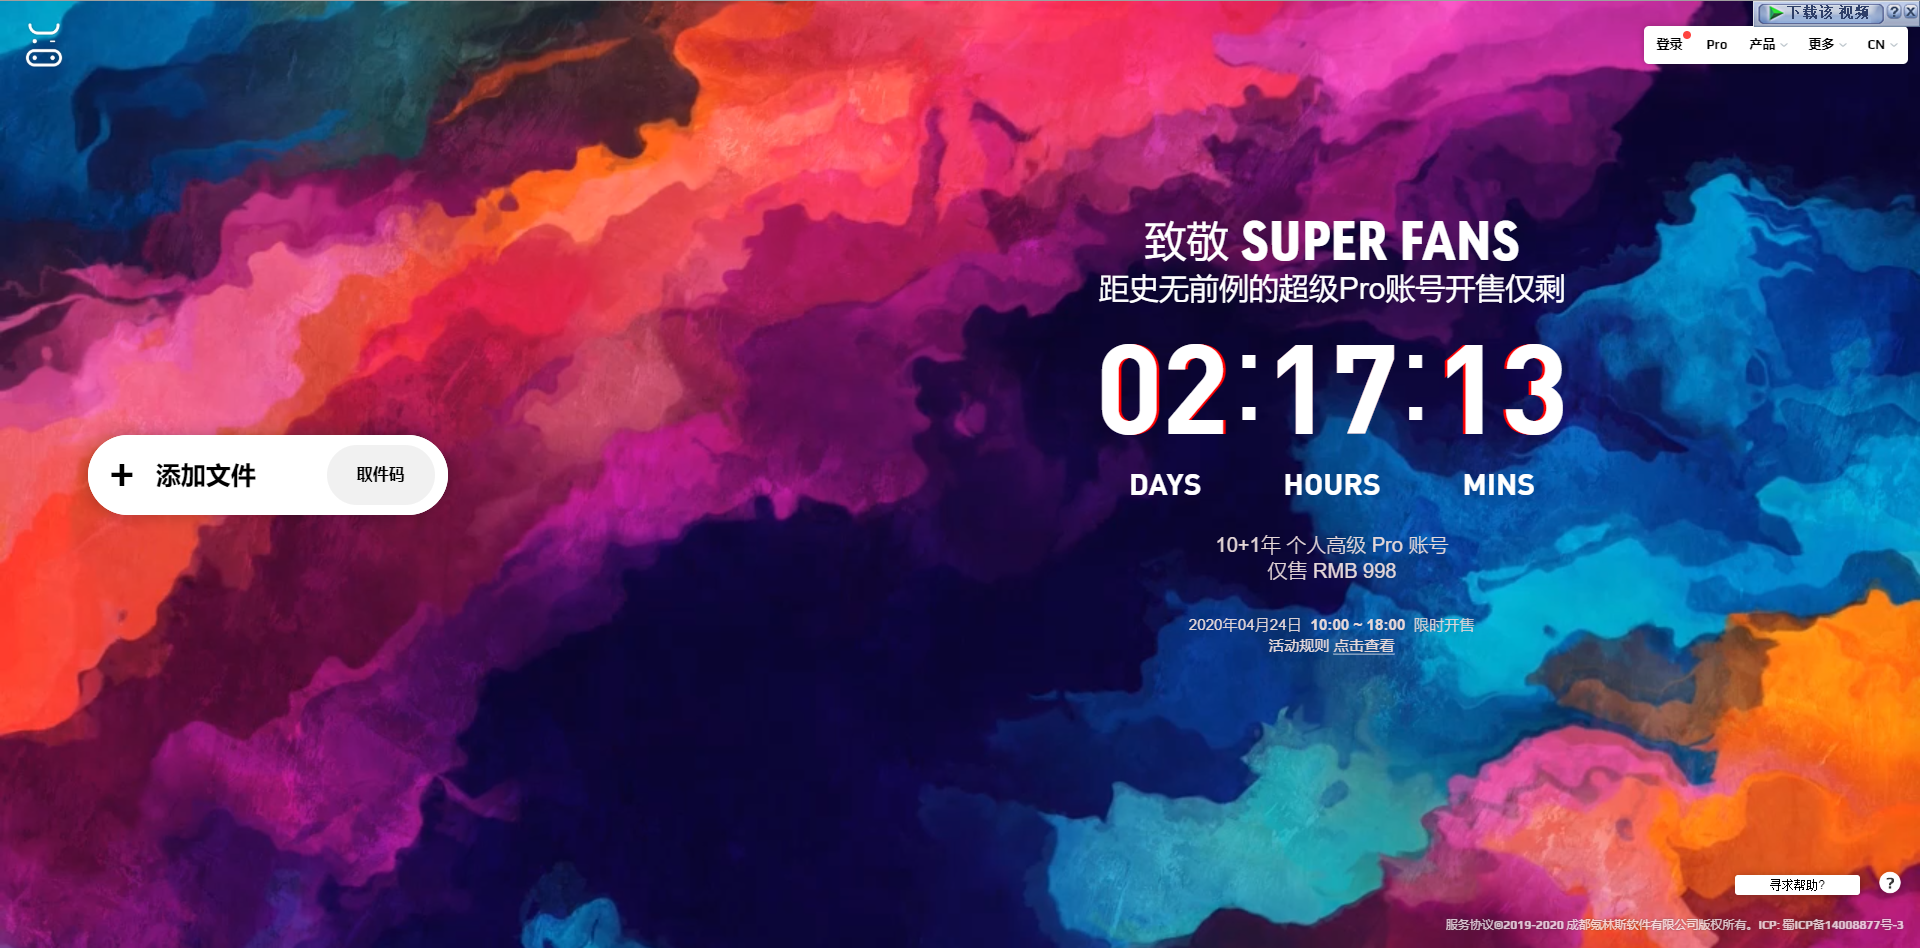 下载该 视频
登录 Pro 产品 更多 CN
致敬 SUPER FANS
距史无前例的超级Pro账号开售仅剩
02:17:13
DAYS HOURS MINS
+ 添加文件 取件码
10+1年 个人高级 Pro 账号
仅售 RMB 998
2020年04月24日 10:00 ~ 18:00 限时开售
活动规则 点击查看
寻求帮助? ?
服务协议©2019-2020 成都氪林斯软件有限公司版权所有。ICP: 蜀ICP备14008877号-3